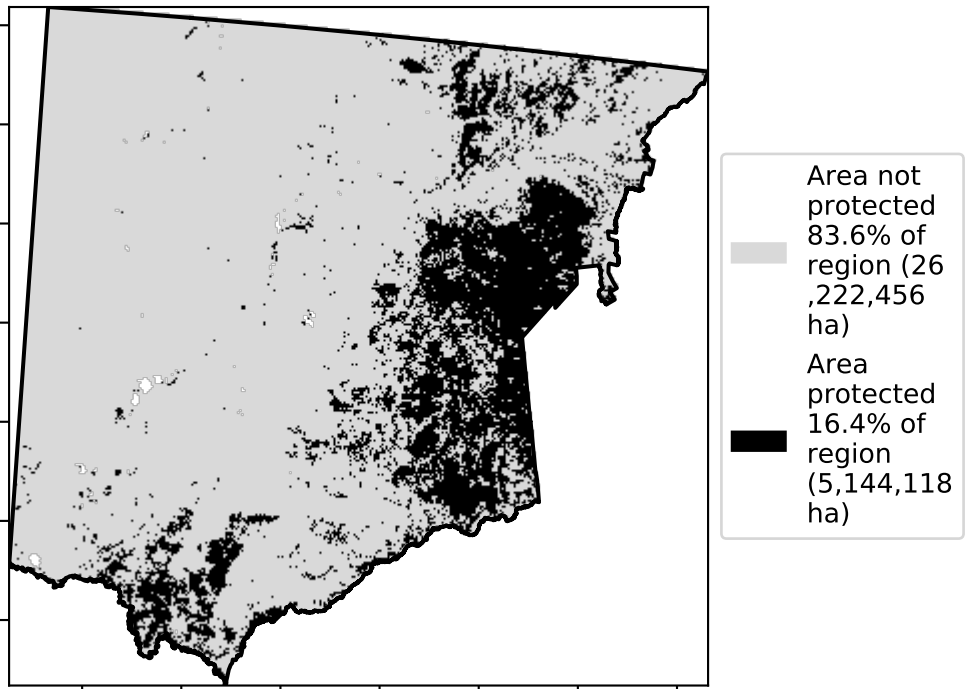 Area not
protected
83.6% of
region (26
,222,456
ha)
Area
protected
16.4% of
region
(5,144,118
ha)